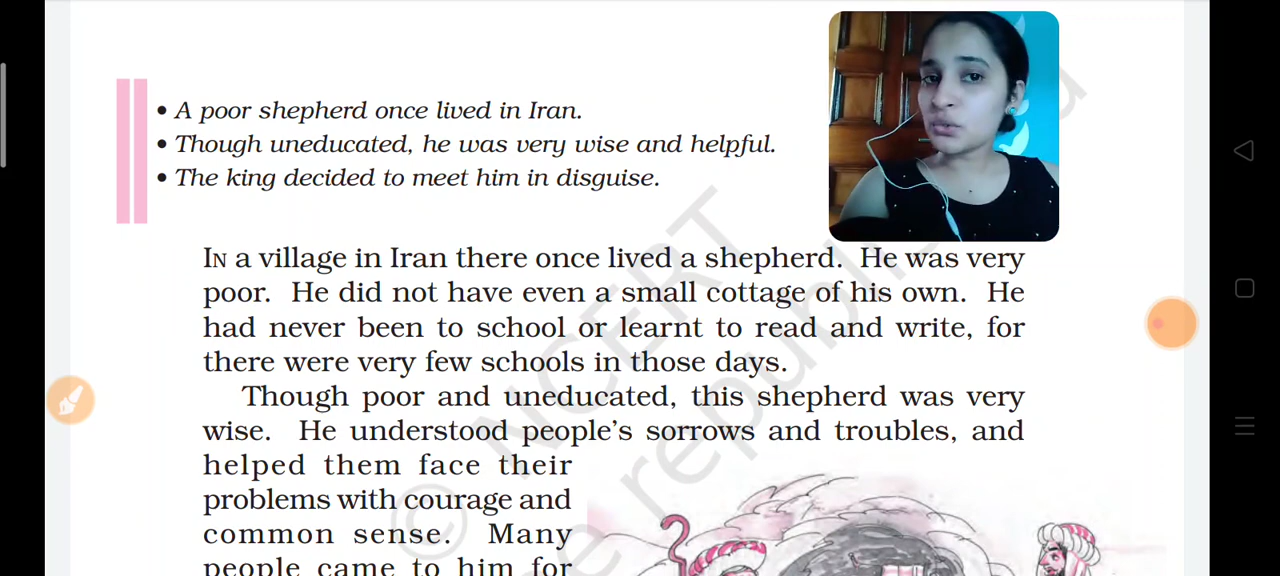 • A poor shepherd once lived in Iran.
• Though uneducated, he was very wise and helpful.
• The king decided to meet him in disguise.
IN a village in Iran there once lived a shepherd. He was very
poor. He did not have even a small cottage of his own. He
had never been to school or learnt to read and write, for
there were very few schools in those days.
Though poor and uneducated, this shepherd was very
wise. He understood people's sorrows and troubles, and
helped them face their
problems with courage and
common sense. Many
people came to him for
© NCERT
be republished